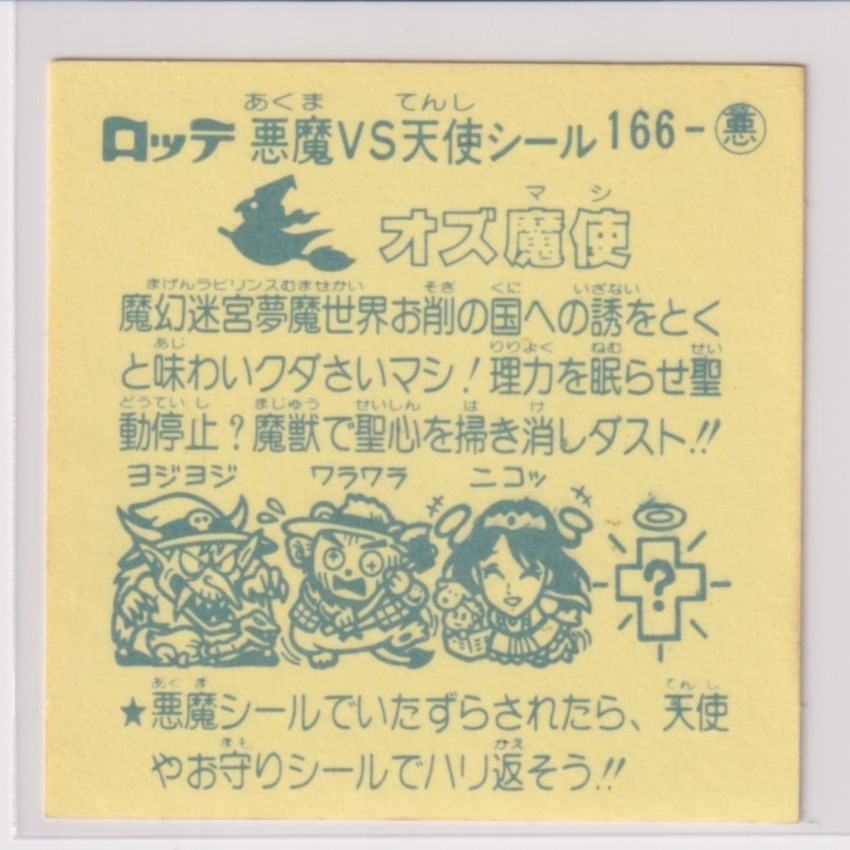 あくま てんし
ロッテ 悪魔VS天使シール 166-悪
マ シ
オズ魔使
まげんラビリンスむませかい そぎ くに いざない
魔幻迷宮夢魔世界お削の国への誘をとく
あじ りりよく ねむ せい
と味わいクダさいマシ!理力を眠らせ聖
どうていし まじゅう せいしん は け
動停止?魔獣で聖心を掃き消しダスト!!
ヨジヨジ ワラワラ ニコッ
?
あくま てんし
★悪魔シールでいたずらされたら、天使
まも かえ
やお守りシールでハリ返そう!!